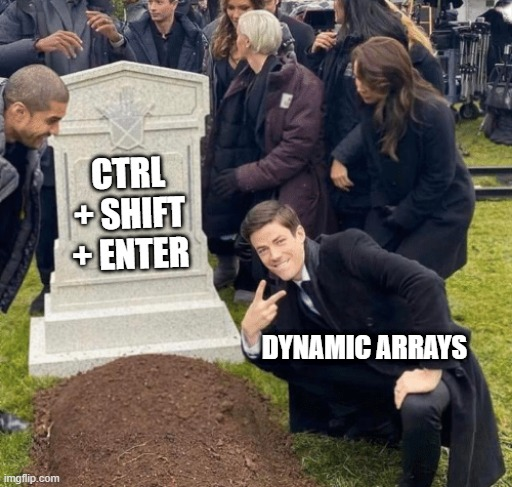 CTRL
+ SHIFT
+ ENTER
DYNAMIC ARRAYS
imgflip.com